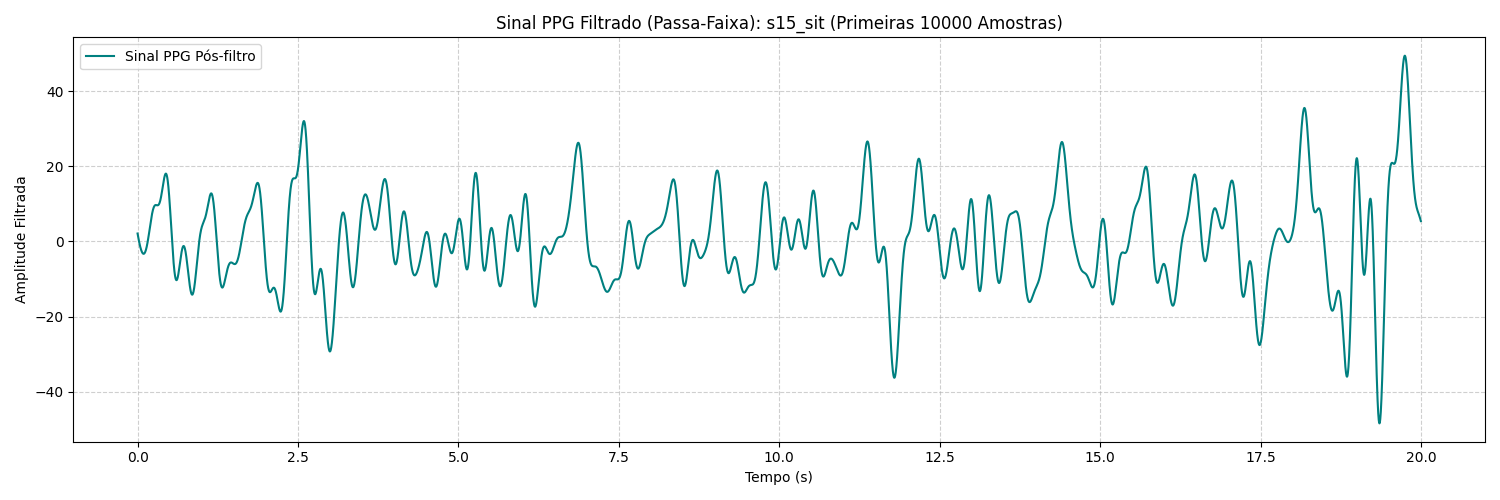 Sinal PPG Filtrado (Passa-Faixa): s15_sit (Primeiras 10000 Amostras)
Sinal PPG Pós-filtro
Amplitude Filtrada
40
20
0
−20
−40
0.0 2.5 5.0 7.5 10.0 12.5 15.0 17.5 20.0
Tempo (s)